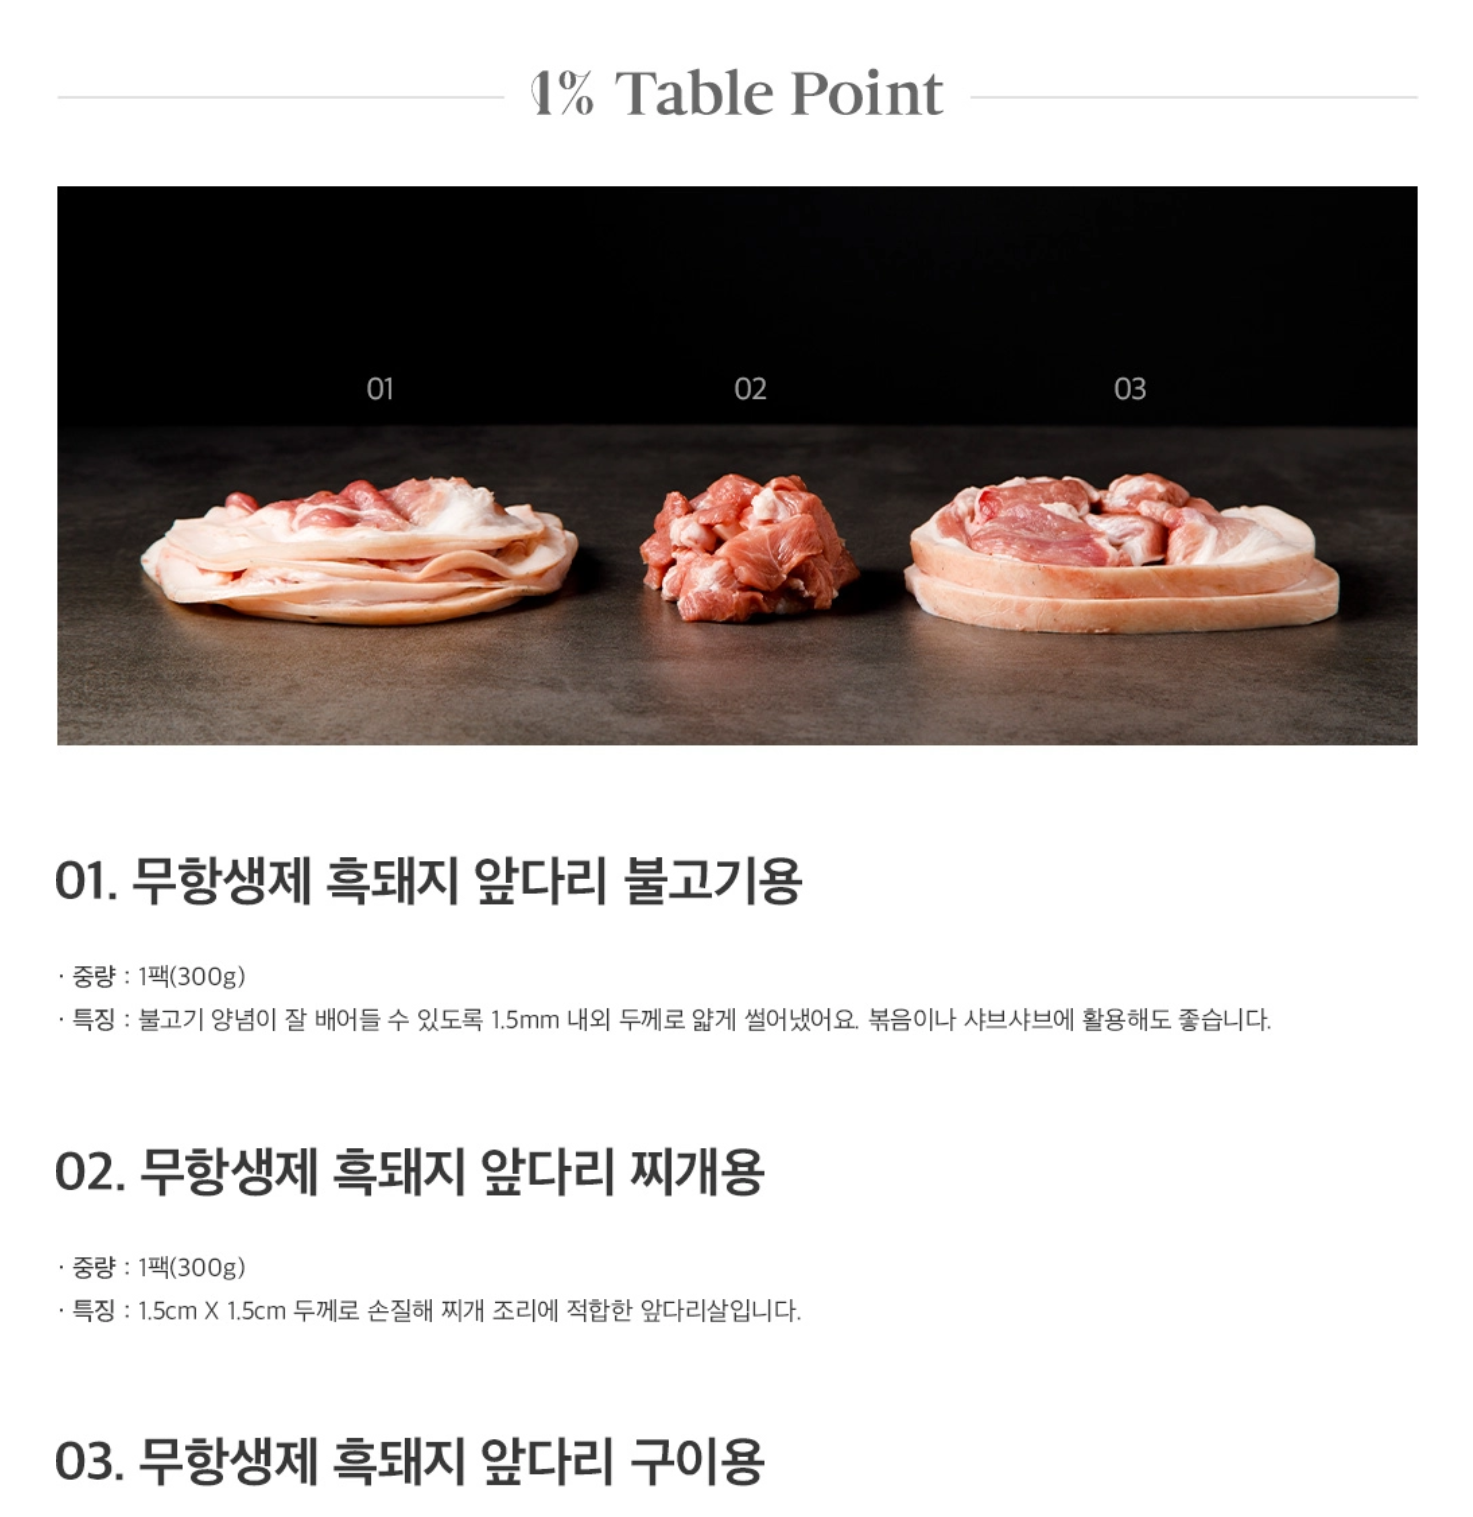 1% Table Point
01
02
03
01. 무항생제 흑돼지 앞다리 불고기용
· 중량 : 1팩(300g)
· 특징 : 불고기 양념이 잘 배어들 수 있도록 1.5mm 내외 두께로 얇게 썰어냈어요. 볶음이나 샤브샤브에 활용해도 좋습니다.
02. 무항생제 흑돼지 앞다리 찌개용
· 중량 : 1팩(300g)
· 특징 : 1.5cm X 1.5cm 두께로 손질해 찌개 조리에 적합한 앞다리살입니다.
03. 무항생제 흑돼지 앞다리 구이용